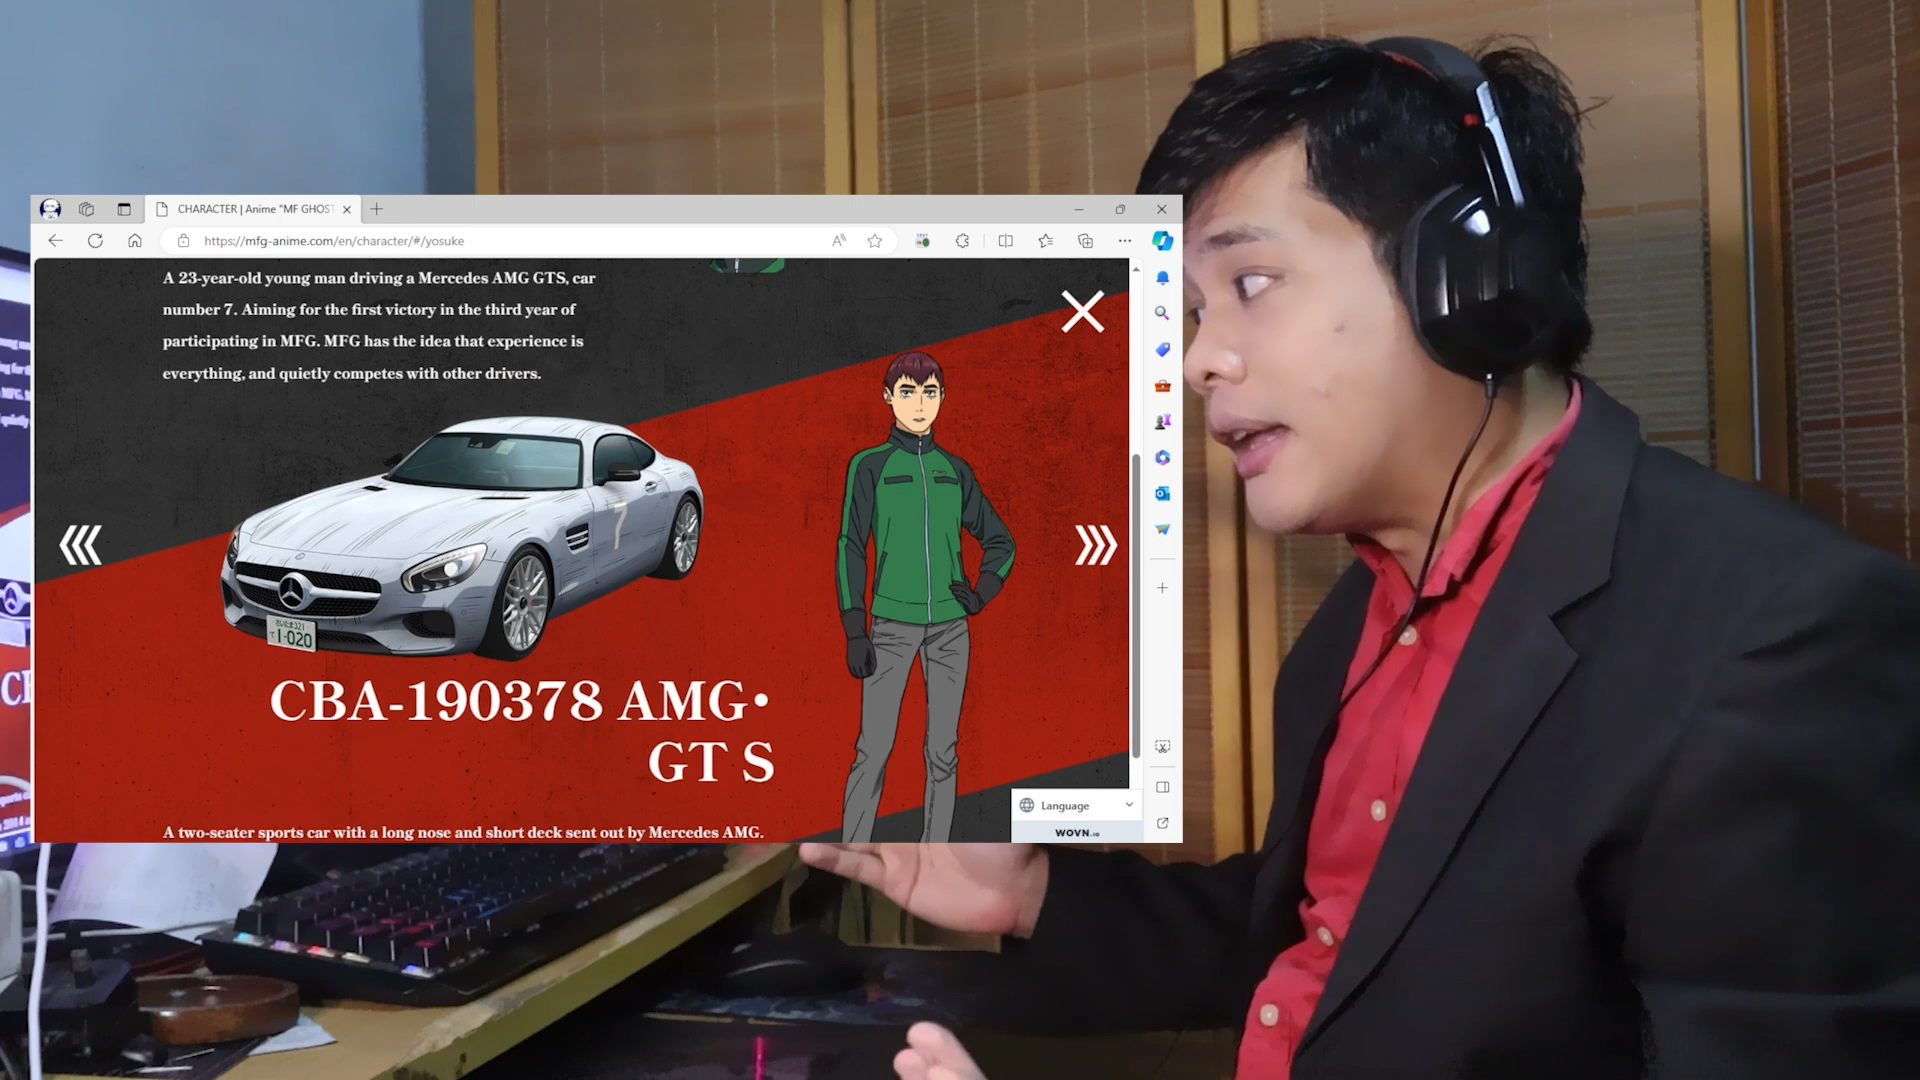 CHARACTER | Anime "MF GHOST
https://mfg-anime.com/en/character/#/yosuke
A 23-year-old young man driving a Mercedes AMG GTS, car
number 7. Aiming for the first victory in the third year of
participating in MFG. MFG has the idea that experience is
everything, and quietly competes with other drivers.
7
1-020
CBA-190378 AMG•
GT S
Language
A two-seater sports car with a long nose and short deck sent out by Mercedes AMG.
WOVN.io